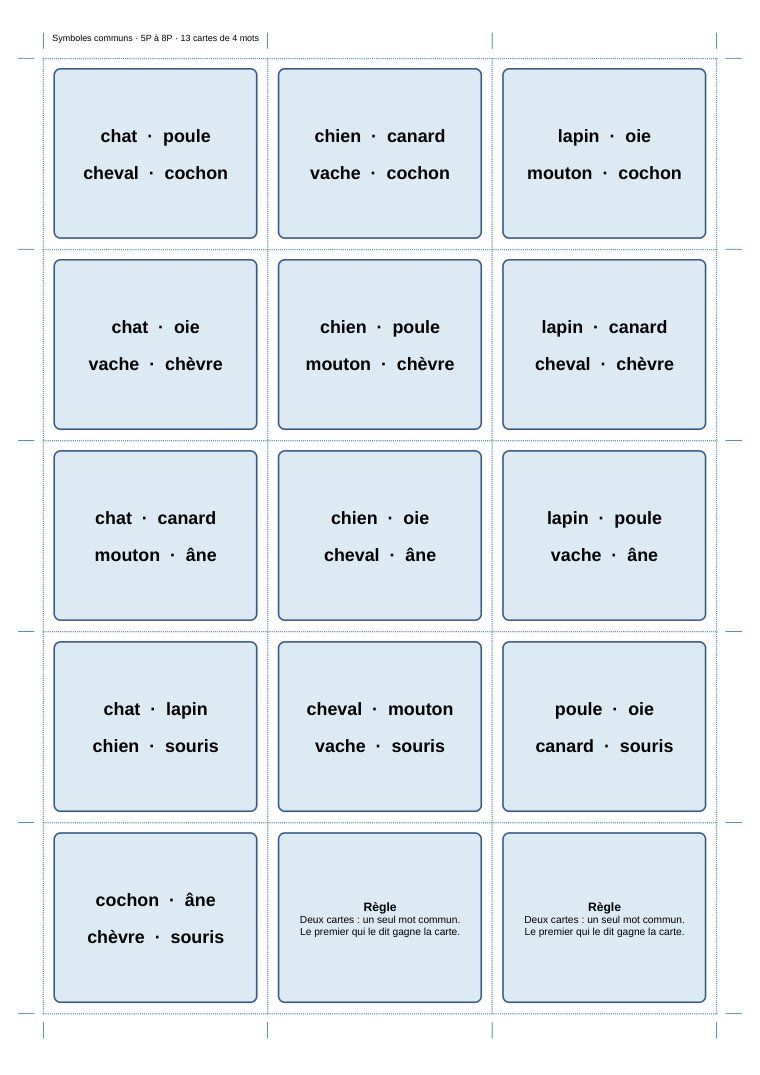 Symboles communs · 5P à 8P · 13 cartes de 4 mots
chat · poule
cheval · cochon
chien · canard
vache · cochon
lapin · oie
mouton · cochon
chat · oie
vache · chèvre
chien · poule
mouton · chèvre
lapin · canard
cheval · chèvre
chat · canard
mouton · âne
chien · oie
cheval · âne
lapin · poule
vache · âne
chat · lapin
chien · souris
cheval · mouton
vache · souris
poule · oie
canard · souris
cochon · âne
chèvre · souris
Règle
Deux cartes : un seul mot commun.
Le premier qui le dit gagne la carte.
Règle
Deux cartes : un seul mot commun.
Le premier qui le dit gagne la carte.